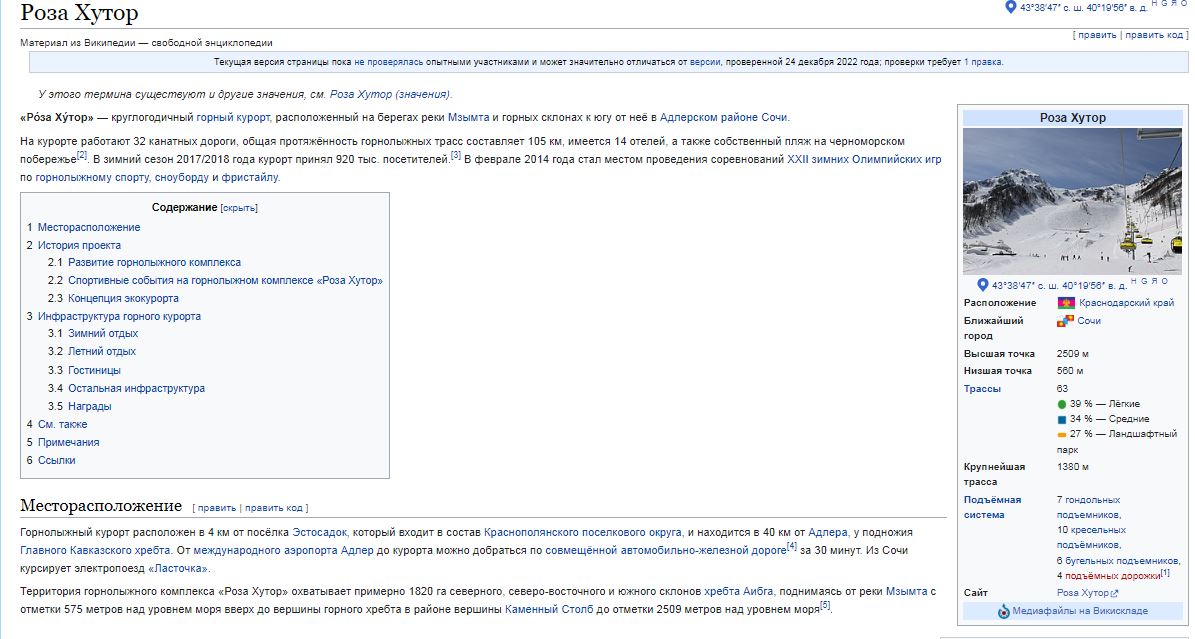 Роза Хутор
43°38′47″ с. ш. 40°19′56″ в. д. H G Я O
[ править | править код ]
Материал из Википедии — свободной энциклопедии
Текущая версия страницы пока не проверялась опытными участниками и может значительно отличаться от версии, проверенной 24 декабря 2022 года; проверки требует 1 правка.
У этого термина существуют и другие значения, см. Роза Хутор (значения).
«Ро́за Ху́тор» — круглогодичный горный курорт, расположенный на берегах реки Мзымта и горных склонах к югу от неё в Адлерском районе Сочи.
На курорте работают 32 канатных дороги, общая протяжённость горнолыжных трасс составляет 105 км, имеется 14 отелей, а также собственный пляж на черноморском
побережье[2]. В зимний сезон 2017/2018 года курорт принял 920 тыс. посетителей.[3] В феврале 2014 года стал местом проведения соревнований XXII зимних Олимпийских игр
по горнолыжному спорту, сноуборду и фристайлу.
Содержание [скрыть]
1 Месторасположение
2 История проекта
2.1 Развитие горнолыжного комплекса
2.2 Спортивные события на горнолыжном комплексе «Роза Хутор»
2.3 Концепция экокурорта
3 Инфраструктура горного курорта
3.1 Зимний отдых
3.2 Летний отдых
3.3 Гостиницы
3.4 Остальная инфраструктура
3.5 Награды
4 См. также
5 Примечания
6 Ссылки
Месторасположение [ править | править код ]
Горнолыжный курорт расположен в 4 км от посёлка Эстосадок, который входит в состав Краснополянского поселкового округа, и находится в 40 км от Адлера, у подножия
Главного Кавказского хребта. От международного аэропорта Адлер до курорта можно добраться по совмещённой автомобильно-железной дороге[4] за 30 минут. Из Сочи
курсирует электропоезд «Ласточка».
Территория горнолыжного комплекса «Роза Хутор» охватывает примерно 1820 га северного, северо-восточного и южного склонов хребта Аибга, поднимаясь от реки Мзымта с
отметки 575 метров над уровнем моря вверх до вершины горного хребта в районе вершины Каменный Столб до отметки 2509 метров над уровнем моря[5].
Роза Хутор
43°38′47″ с. ш. 40°19′56″ в. д. H G Я O
Расположение Краснодарский край
Ближайший Сочи
город
Высшая точка 2509 м
Низшая точка 560 м
Трассы 63
39 % — Лёгкие
34 % — Средние
27 % — Ландшафтный
парк
Крупнейшая 1380 м
трасса
Подъёмная 7 гондольных
система подъемников,
10 кресельных
подъёмников,
6 бугельных подъемников,
4 подъёмных дорожки[1]
Сайт Роза Хутор
Медиафайлы на Викискладе